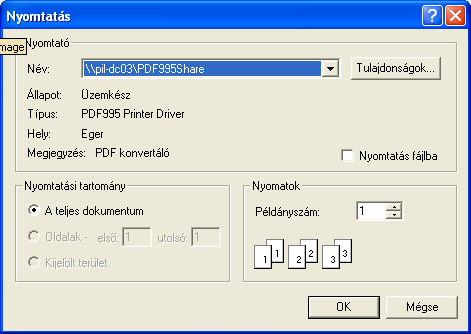 Nyomtatás
mage
Nyomtató
Név: \\pil-dc03\PDF995Share Tulajdonságok...
Állapot: Üzemkész
Típus: PDF995 Printer Driver
Hely: Eger
Megjegyzés: PDF konvertáló Nyomtatás fájlba
Nyomtatási tartomány
A teljes dokumentum
Oldalak - első: 1 utolsó: 1
Kijelölt terület
Nyomatok
Példányszám: 1
1 1 2 2 3 3
OK Mégse